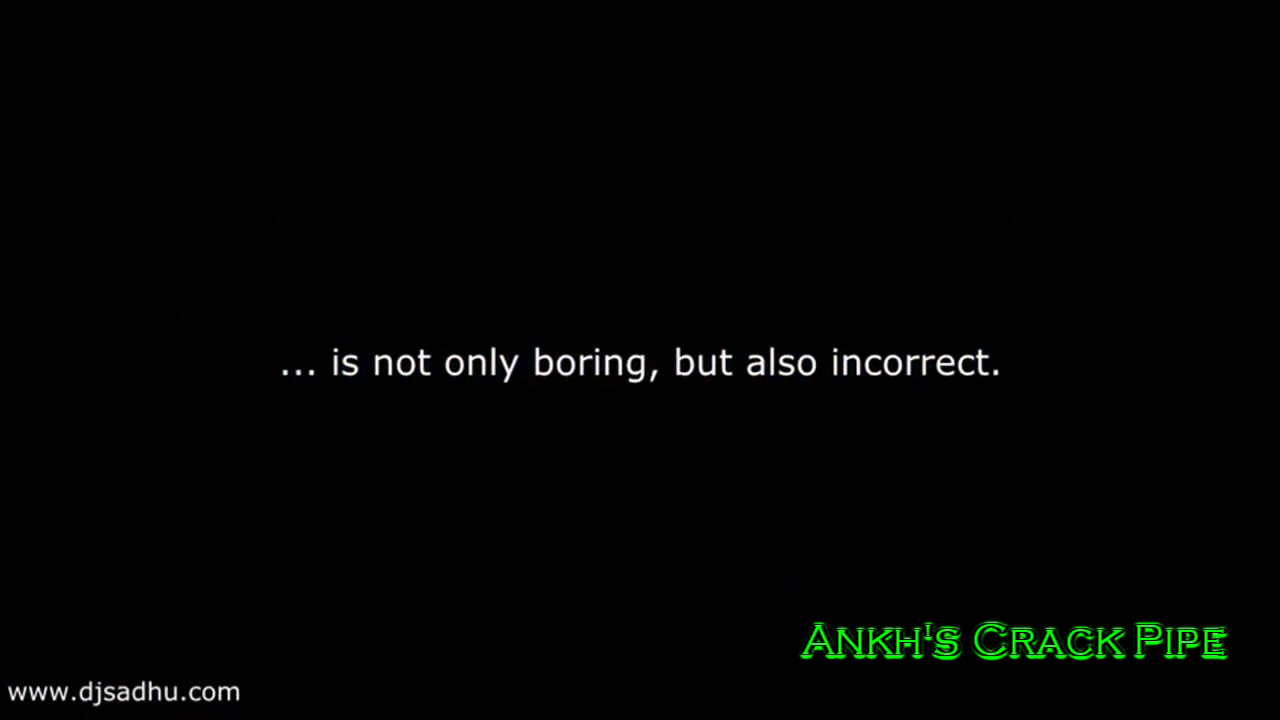 ... is not only boring, but also incorrect.
Ankh's Crack Pipe
www.djsadhu.com